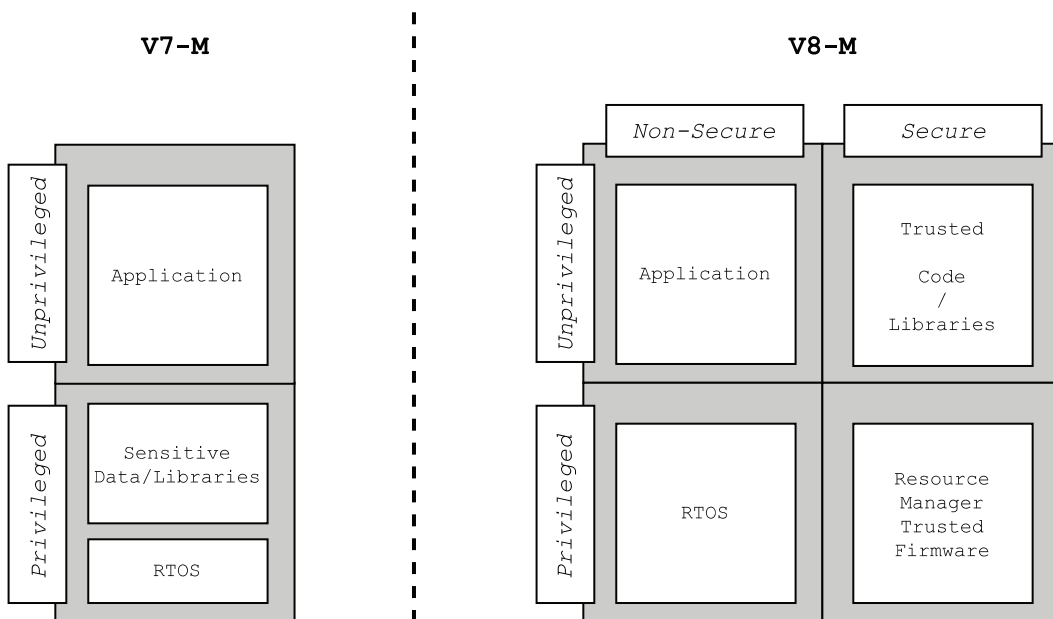 V7-M
Unprivileged
Application
Privileged
Sensitive
Data/Libraries
RTOS
V8-M
Non-Secure
Secure
Unprivileged
Application
Trusted
Code
/
Libraries
Privileged
RTOS
Resource
Manager
Trusted
Firmware